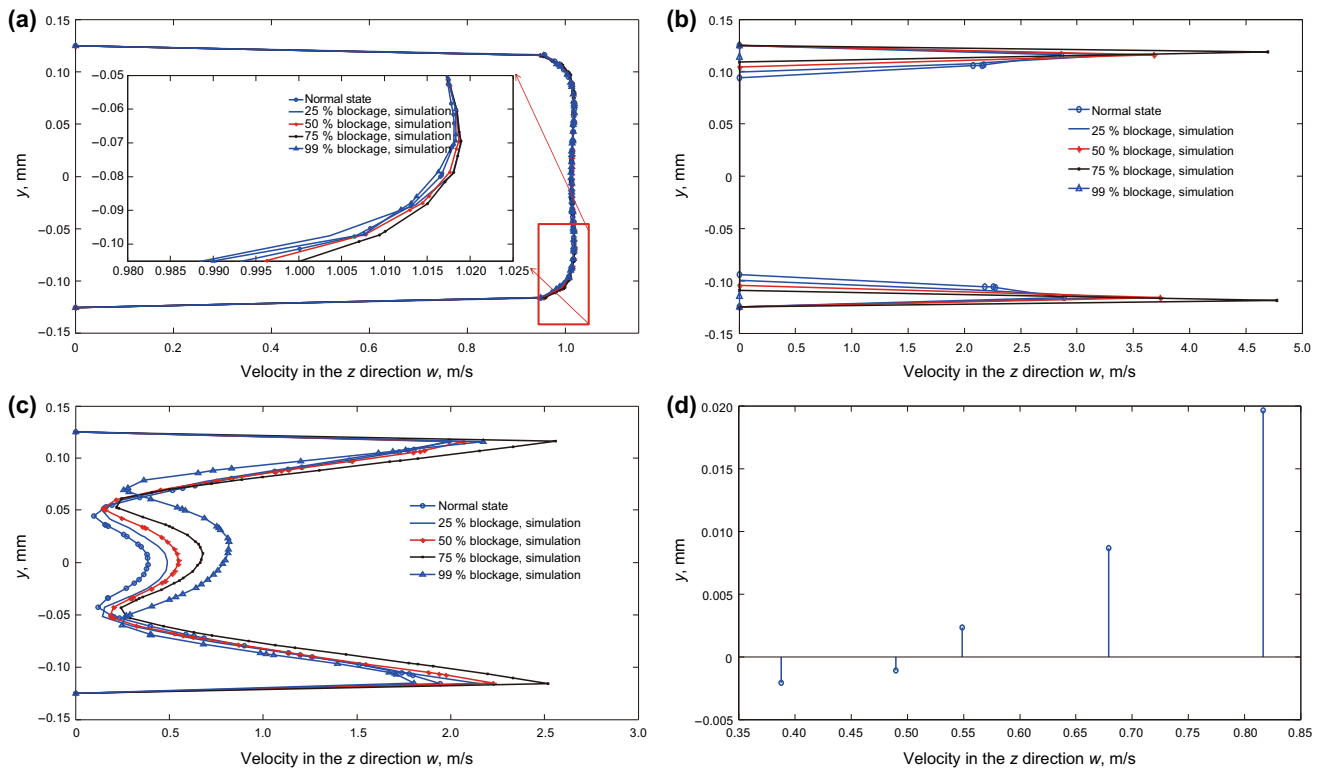 (a)
0.15
0.10
0.05
0
−0.05
−0.10
−0.15
y, mm
0
0.2
0.4
0.6
0.8
1.0
Velocity in the z direction w, m/s
−0.05
−0.06
−0.07
−0.08
−0.09
−0.10
0.980
0.985
0.990
0.995
1.000
1.005
1.010
1.018
1.020
1.025
Normal state
25 % blockage, simulation
50 % blockage, simulation
75 % blockage, simulation
99 % blockage, simulation
(b)
0.15
0.10
0.05
0
−0.05
−0.10
-0.15
y, mm
0
0.5
1.0
1.5
2.0
2.5
3.0
3.5
4.0
4.5
5.0
Velocity in the z direction w, m/s
Normal state
25 % blockage, simulation
50 % blockage, simulation
75 % blockage, simulation
99 % blockage, simulation
(c)
0.15
0.10
0.05
0
−0.05
−0.10
−0.15
y, mm
0
0.5
1.0
1.5
2.0
2.5
3.0
Velocity in the z direction w, m/s
Normal state
25 % blockage, simulation
50 % blockage, simulation
75 % blockage, simulation
99 % blockage, simulation
(d)
0.020
0.015
0.010
0.005
0
−0.005
y, mm
0.35
0.38
0.45
0.50
0.55
0.60
0.65
0.70
0.75
0.80
0.85
Velocity in the z direction w, m/s